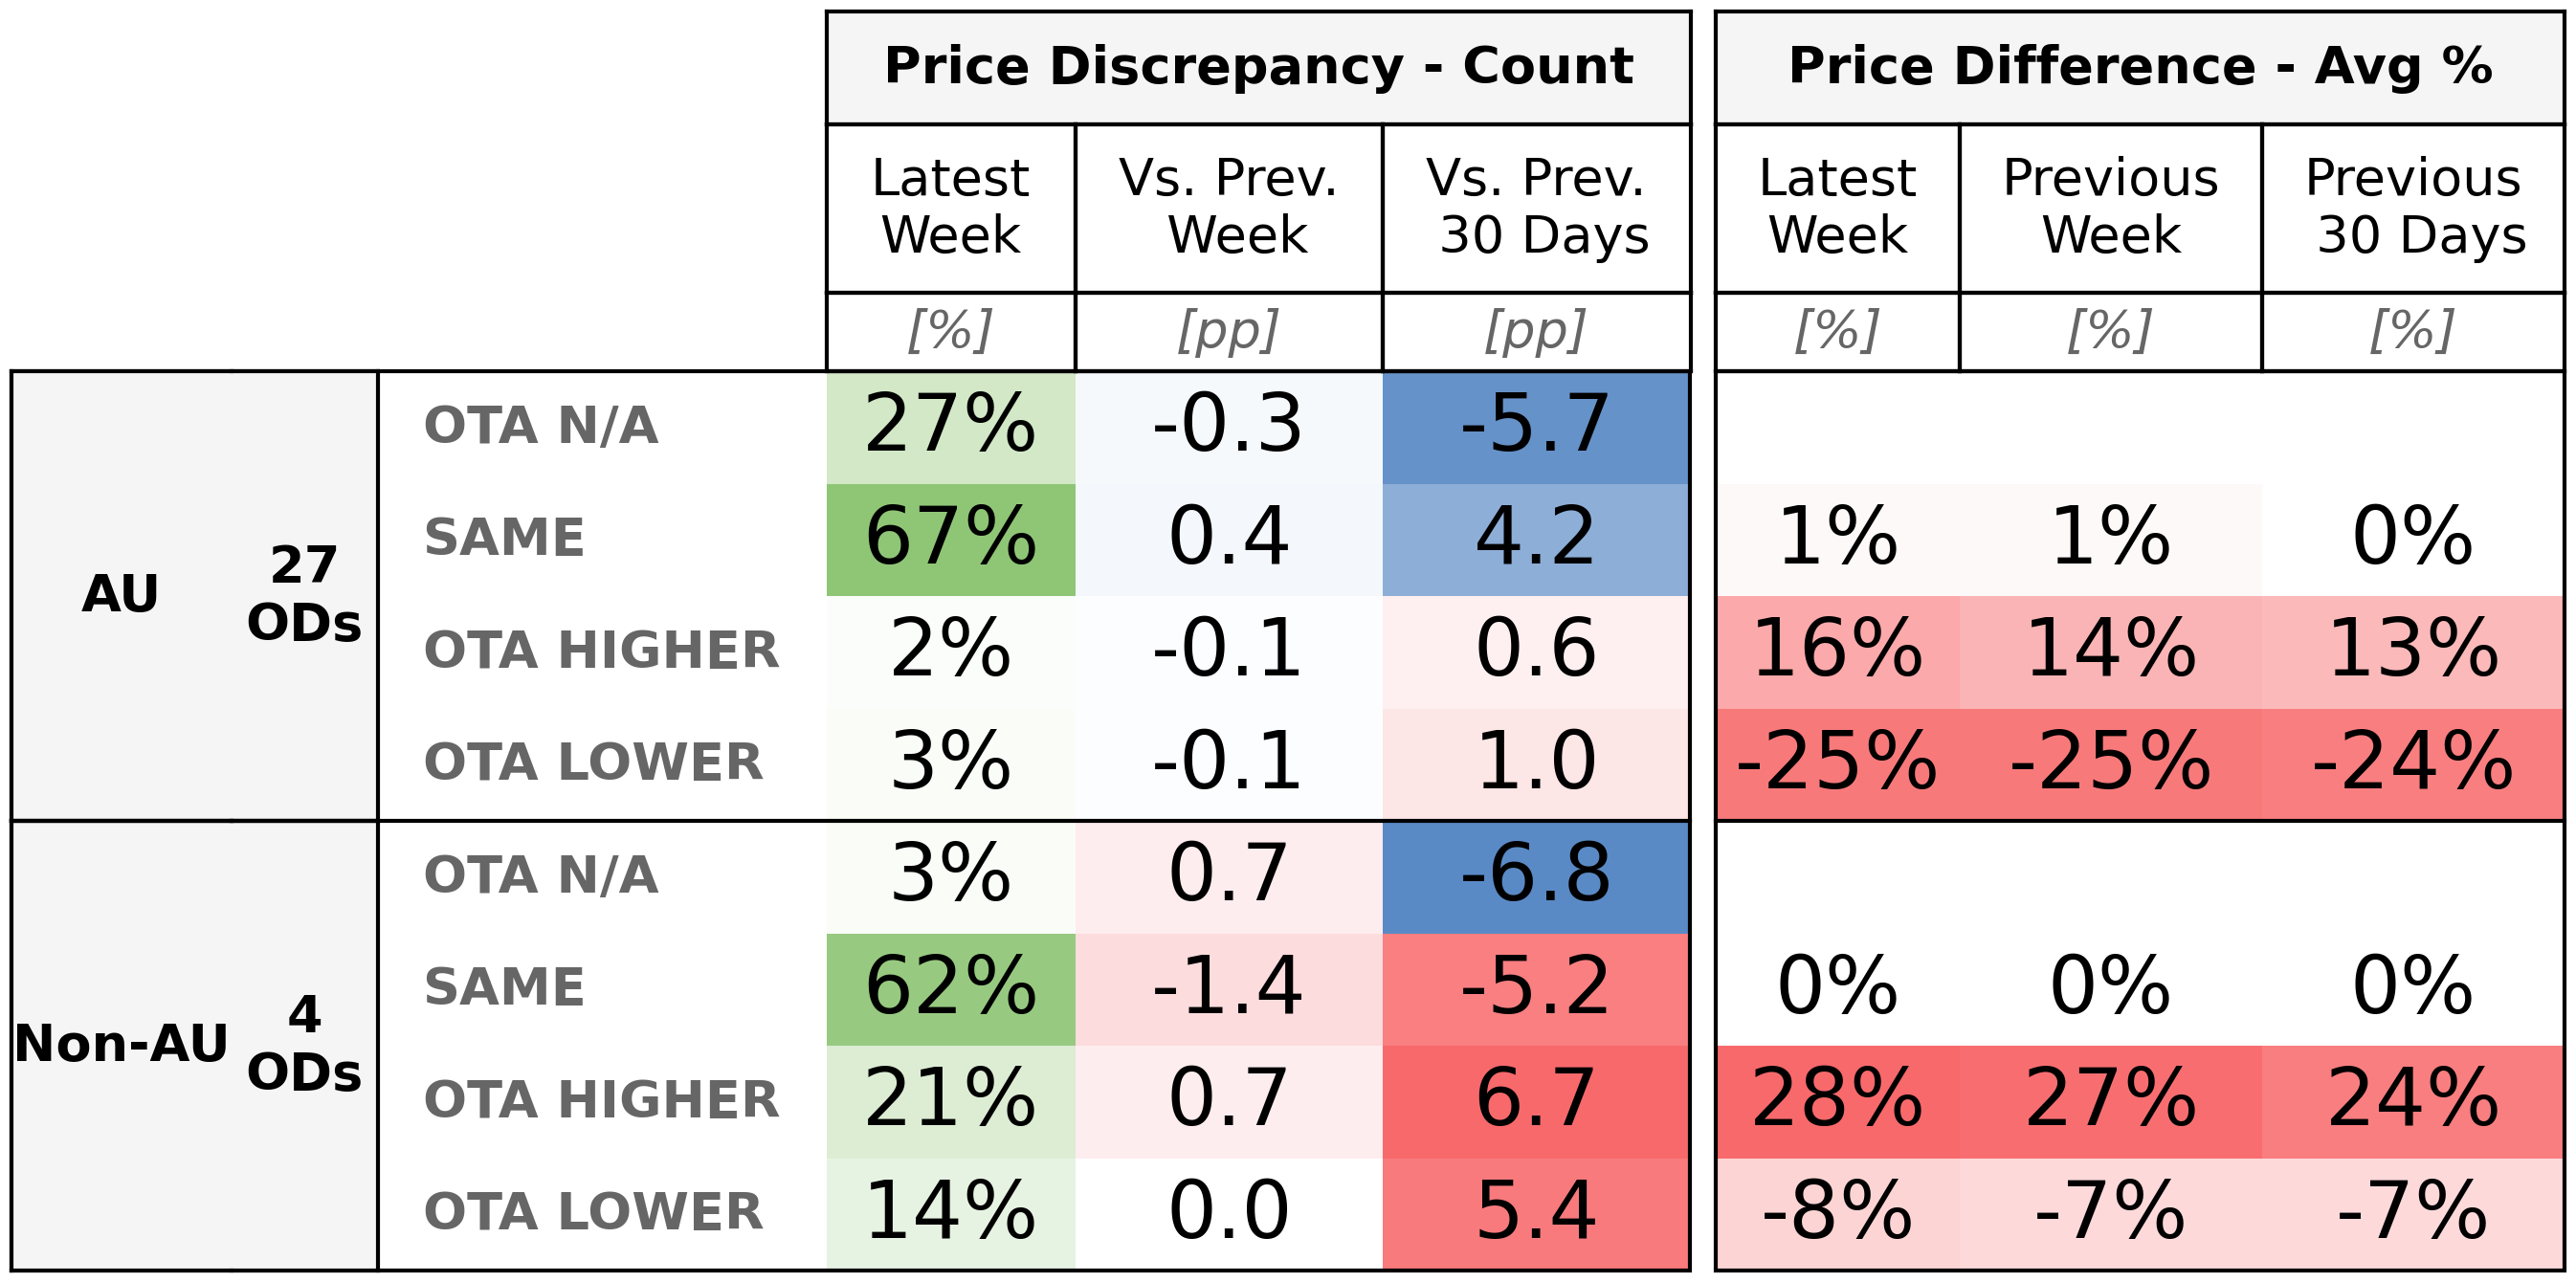 Price Discrepancy - Count Price Difference - Avg %
Latest Week Vs. Prev. Week Vs. Prev. 30 Days Latest Week Previous Week Previous 30 Days
[%] [pp] [pp] [%] [%] [%]
AU 27 ODs
OTA N/A 27% -0.3 -5.7
SAME 67% 0.4 4.2 1% 1% 0%
OTA HIGHER 2% -0.1 0.6 16% 14% 13%
OTA LOWER 3% -0.1 1.0 -25% -25% -24%
Non-AU 4 ODs
OTA N/A 3% 0.7 -6.8
SAME 62% -1.4 -5.2 0% 0% 0%
OTA HIGHER 21% 0.7 6.7 28% 27% 24%
OTA LOWER 14% 0.0 5.4 -8% -7% -7%